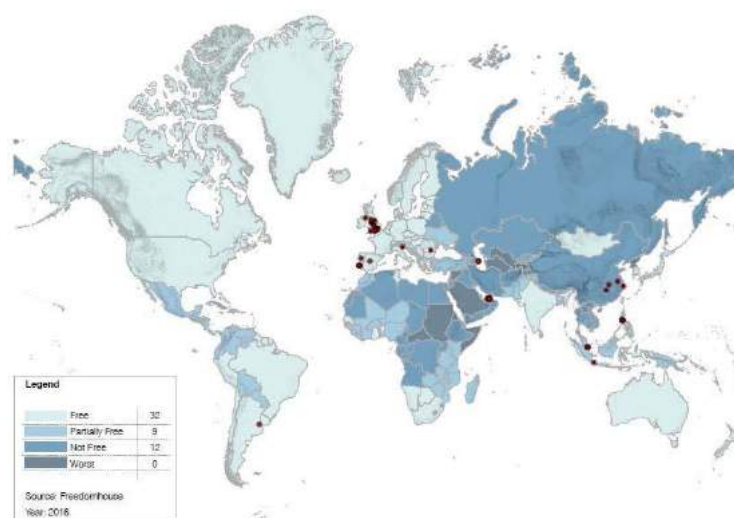 Legend
Free 32
Partially Free 9
Not Free 12
Worst 0
Source: Freedomhouse
Year: 2016